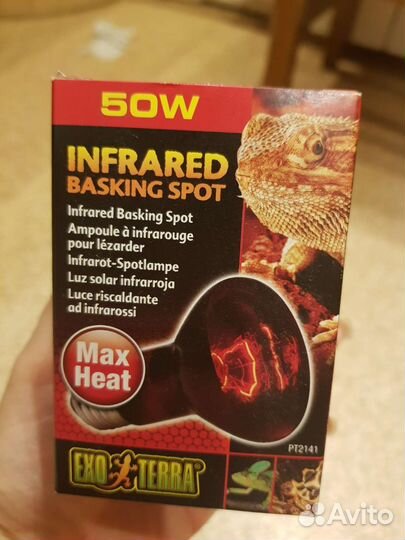 50W
INFRARED
BASKING SPOT
Infrared Basking Spot
Ampoule à infrarouge
pour lézarder
Infrarot-Spotlampe
Luz solar infrarroja
Luce riscaldante
ad infrarossi
Max
Heat
PT2141
EXO TERRA
Avito